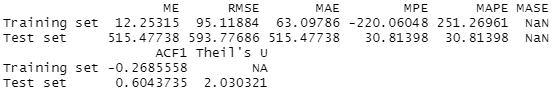 ME RMSE MAE MPE MAPE MASE
Training set 12.25315 95.11884 63.09786 -220.06048 251.26961 NaN
Test set 515.47738 593.77686 515.47738 30.81398 30.81398 NaN
ACF1 Theil's U
Training set -0.2685558 NA
Test set 0.6043735 2.030321